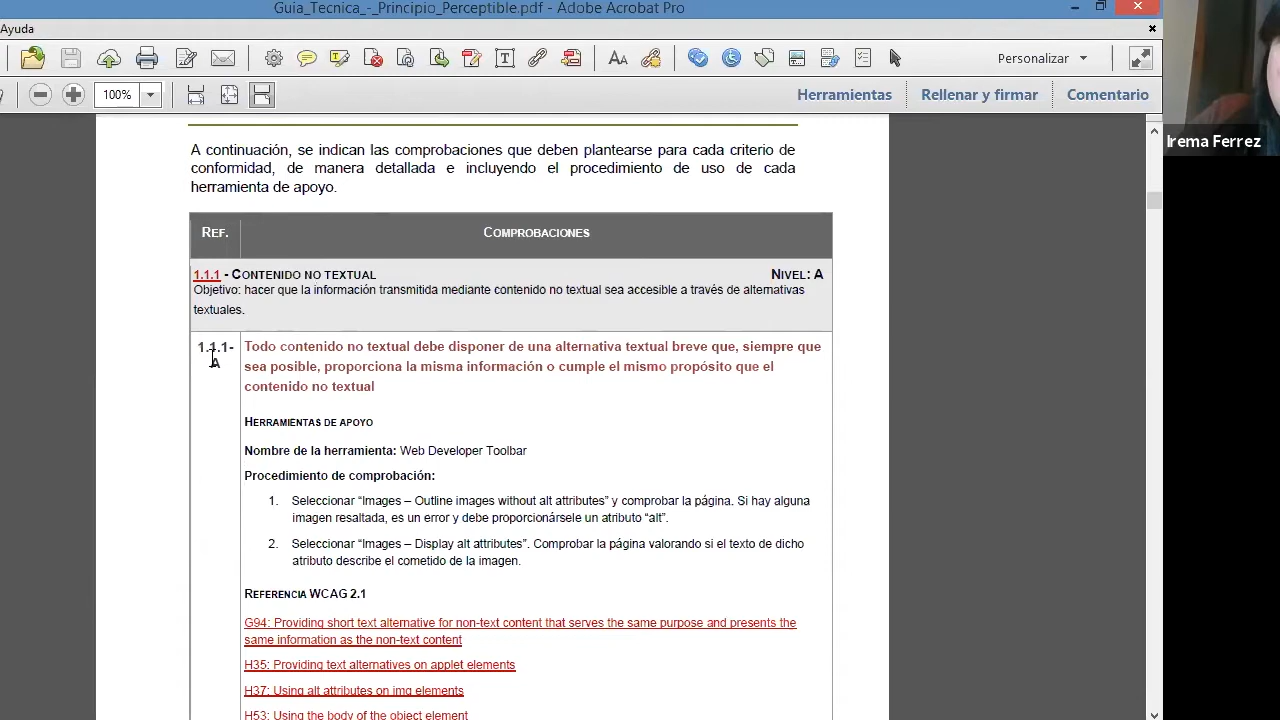 Guia_Tecnica_-_Principio_Perceptible.pdf - Adobe Acrobat Pro
Ayuda
Personalizar
100%
Herramientas
Rellenar y firmar
Comentario
Irema Ferrez
A continuación, se indican las comprobaciones que deben plantearse para cada criterio de
conformidad, de manera detallada e incluyendo el procedimiento de uso de cada
herramienta de apoyo.
REF. COMPROBACIONES
1.1.1 - CONTENIDO NO TEXTUAL NIVEL: A
Objetivo: hacer que la información transmitida mediante contenido no textual sea accesible a través de alternativas
textuales.
1.1.1-
A
Todo contenido no textual debe disponer de una alternativa textual breve que, siempre que
sea posible, proporciona la misma información o cumple el mismo propósito que el
contenido no textual
HERRAMIENTAS DE APOYO
Nombre de la herramienta: Web Developer Toolbar
Procedimiento de comprobación:
1. Seleccionar “Images – Outline images without alt attributes” y comprobar la página. Si hay alguna
imagen resaltada, es un error y debe proporcionársele un atributo “alt”.
2. Seleccionar “Images – Display alt attributes”. Comprobar la página valorando si el texto de dicho
atributo describe el cometido de la imagen.
REFERENCIA WCAG 2.1
G94: Providing short text alternative for non-text content that serves the same purpose and presents the
same information as the non-text content
H35: Providing text alternatives on applet elements
H37: Using alt attributes on img elements
H53: Using the body of the object element